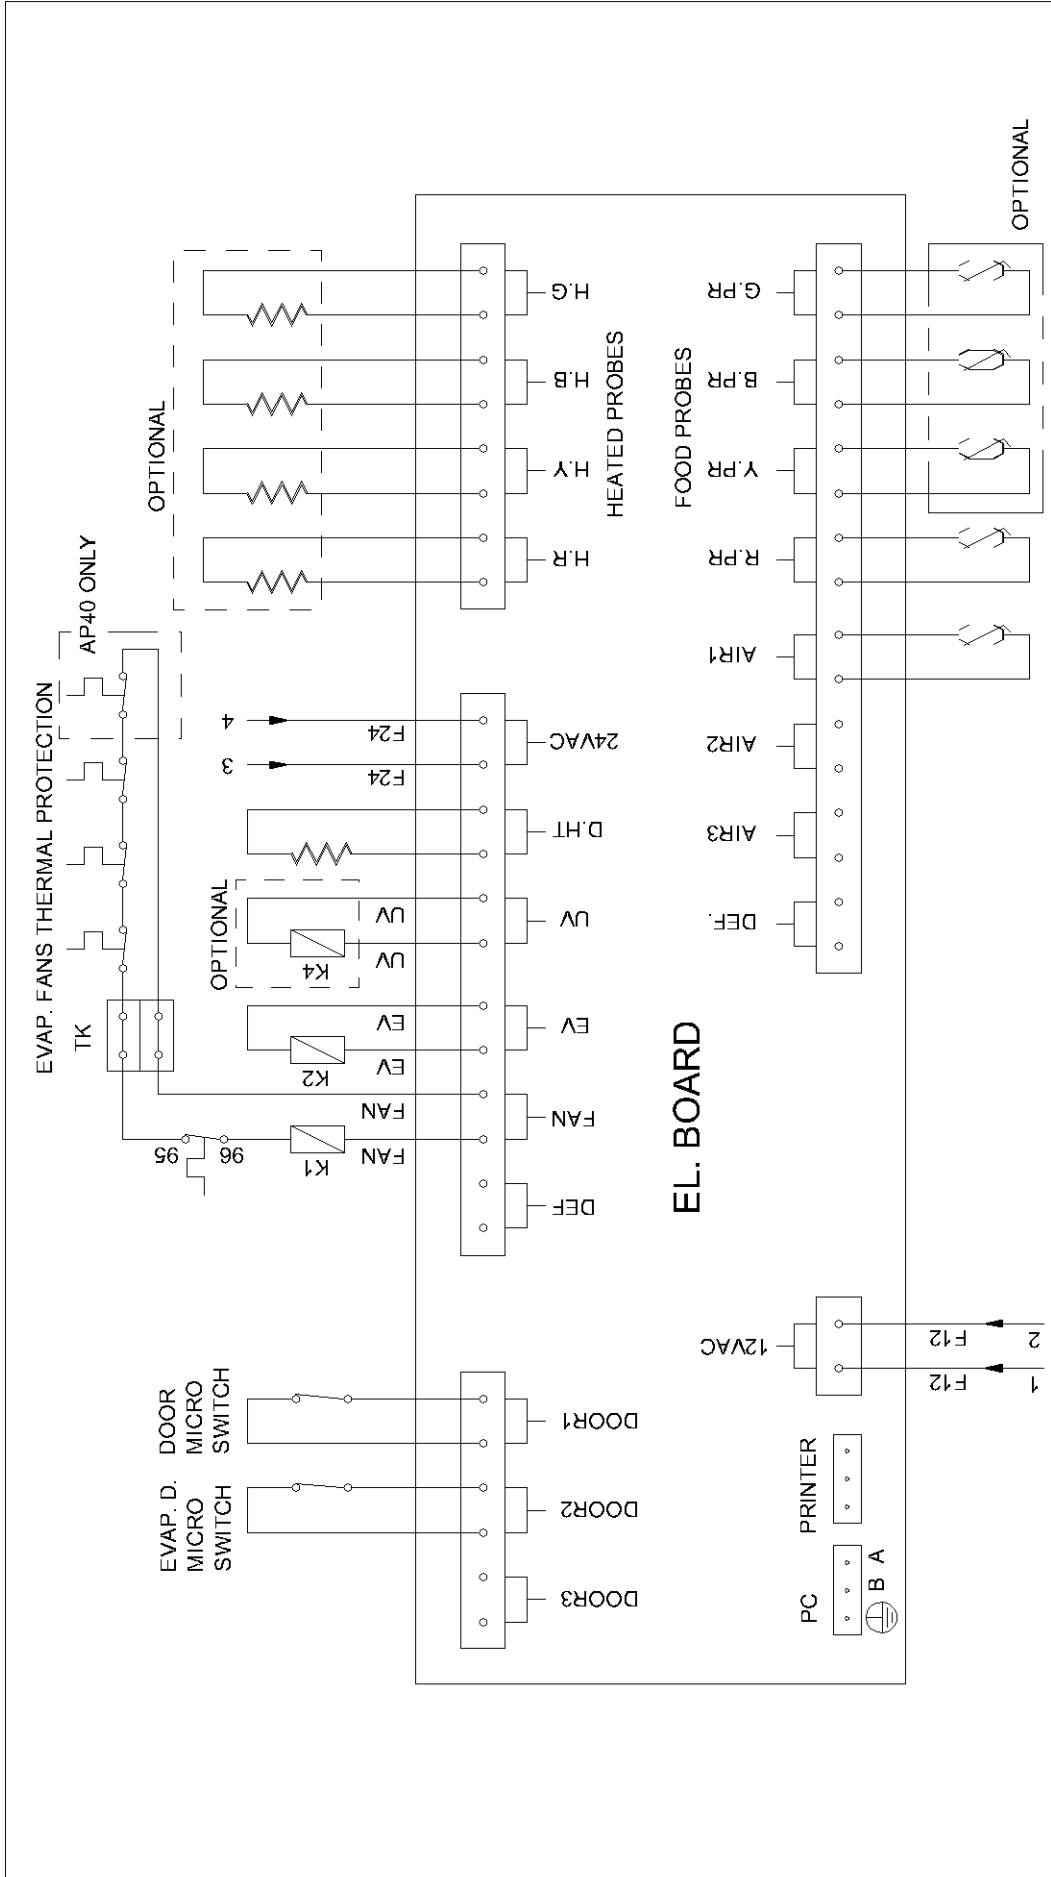 EVAP. D.
MICRO
SWITCH
DOOR
MICRO
SWITCH
EVAP. FANS THERMAL PROTECTION
TK
AP40 ONLY
OPTIONAL
OPTIONAL
95
96
K1
K2
K4
FAN
FAN
EV
EV
UV
UV
3
4
F24
F24
DOOR3
DOOR2
DOOR1
DEF
FAN
EV
UV
D.HT
24VAC
H.R
H.Y
H.B
H.G
HEATED PROBES
EL. BOARD
FOOD PROBES
PC
PRINTER
B A
12VAC
F12
F12
1
2
DEF.
AIR3
AIR2
AIR1
R.PR
Y.PR
B.PR
G.PR
OPTIONAL